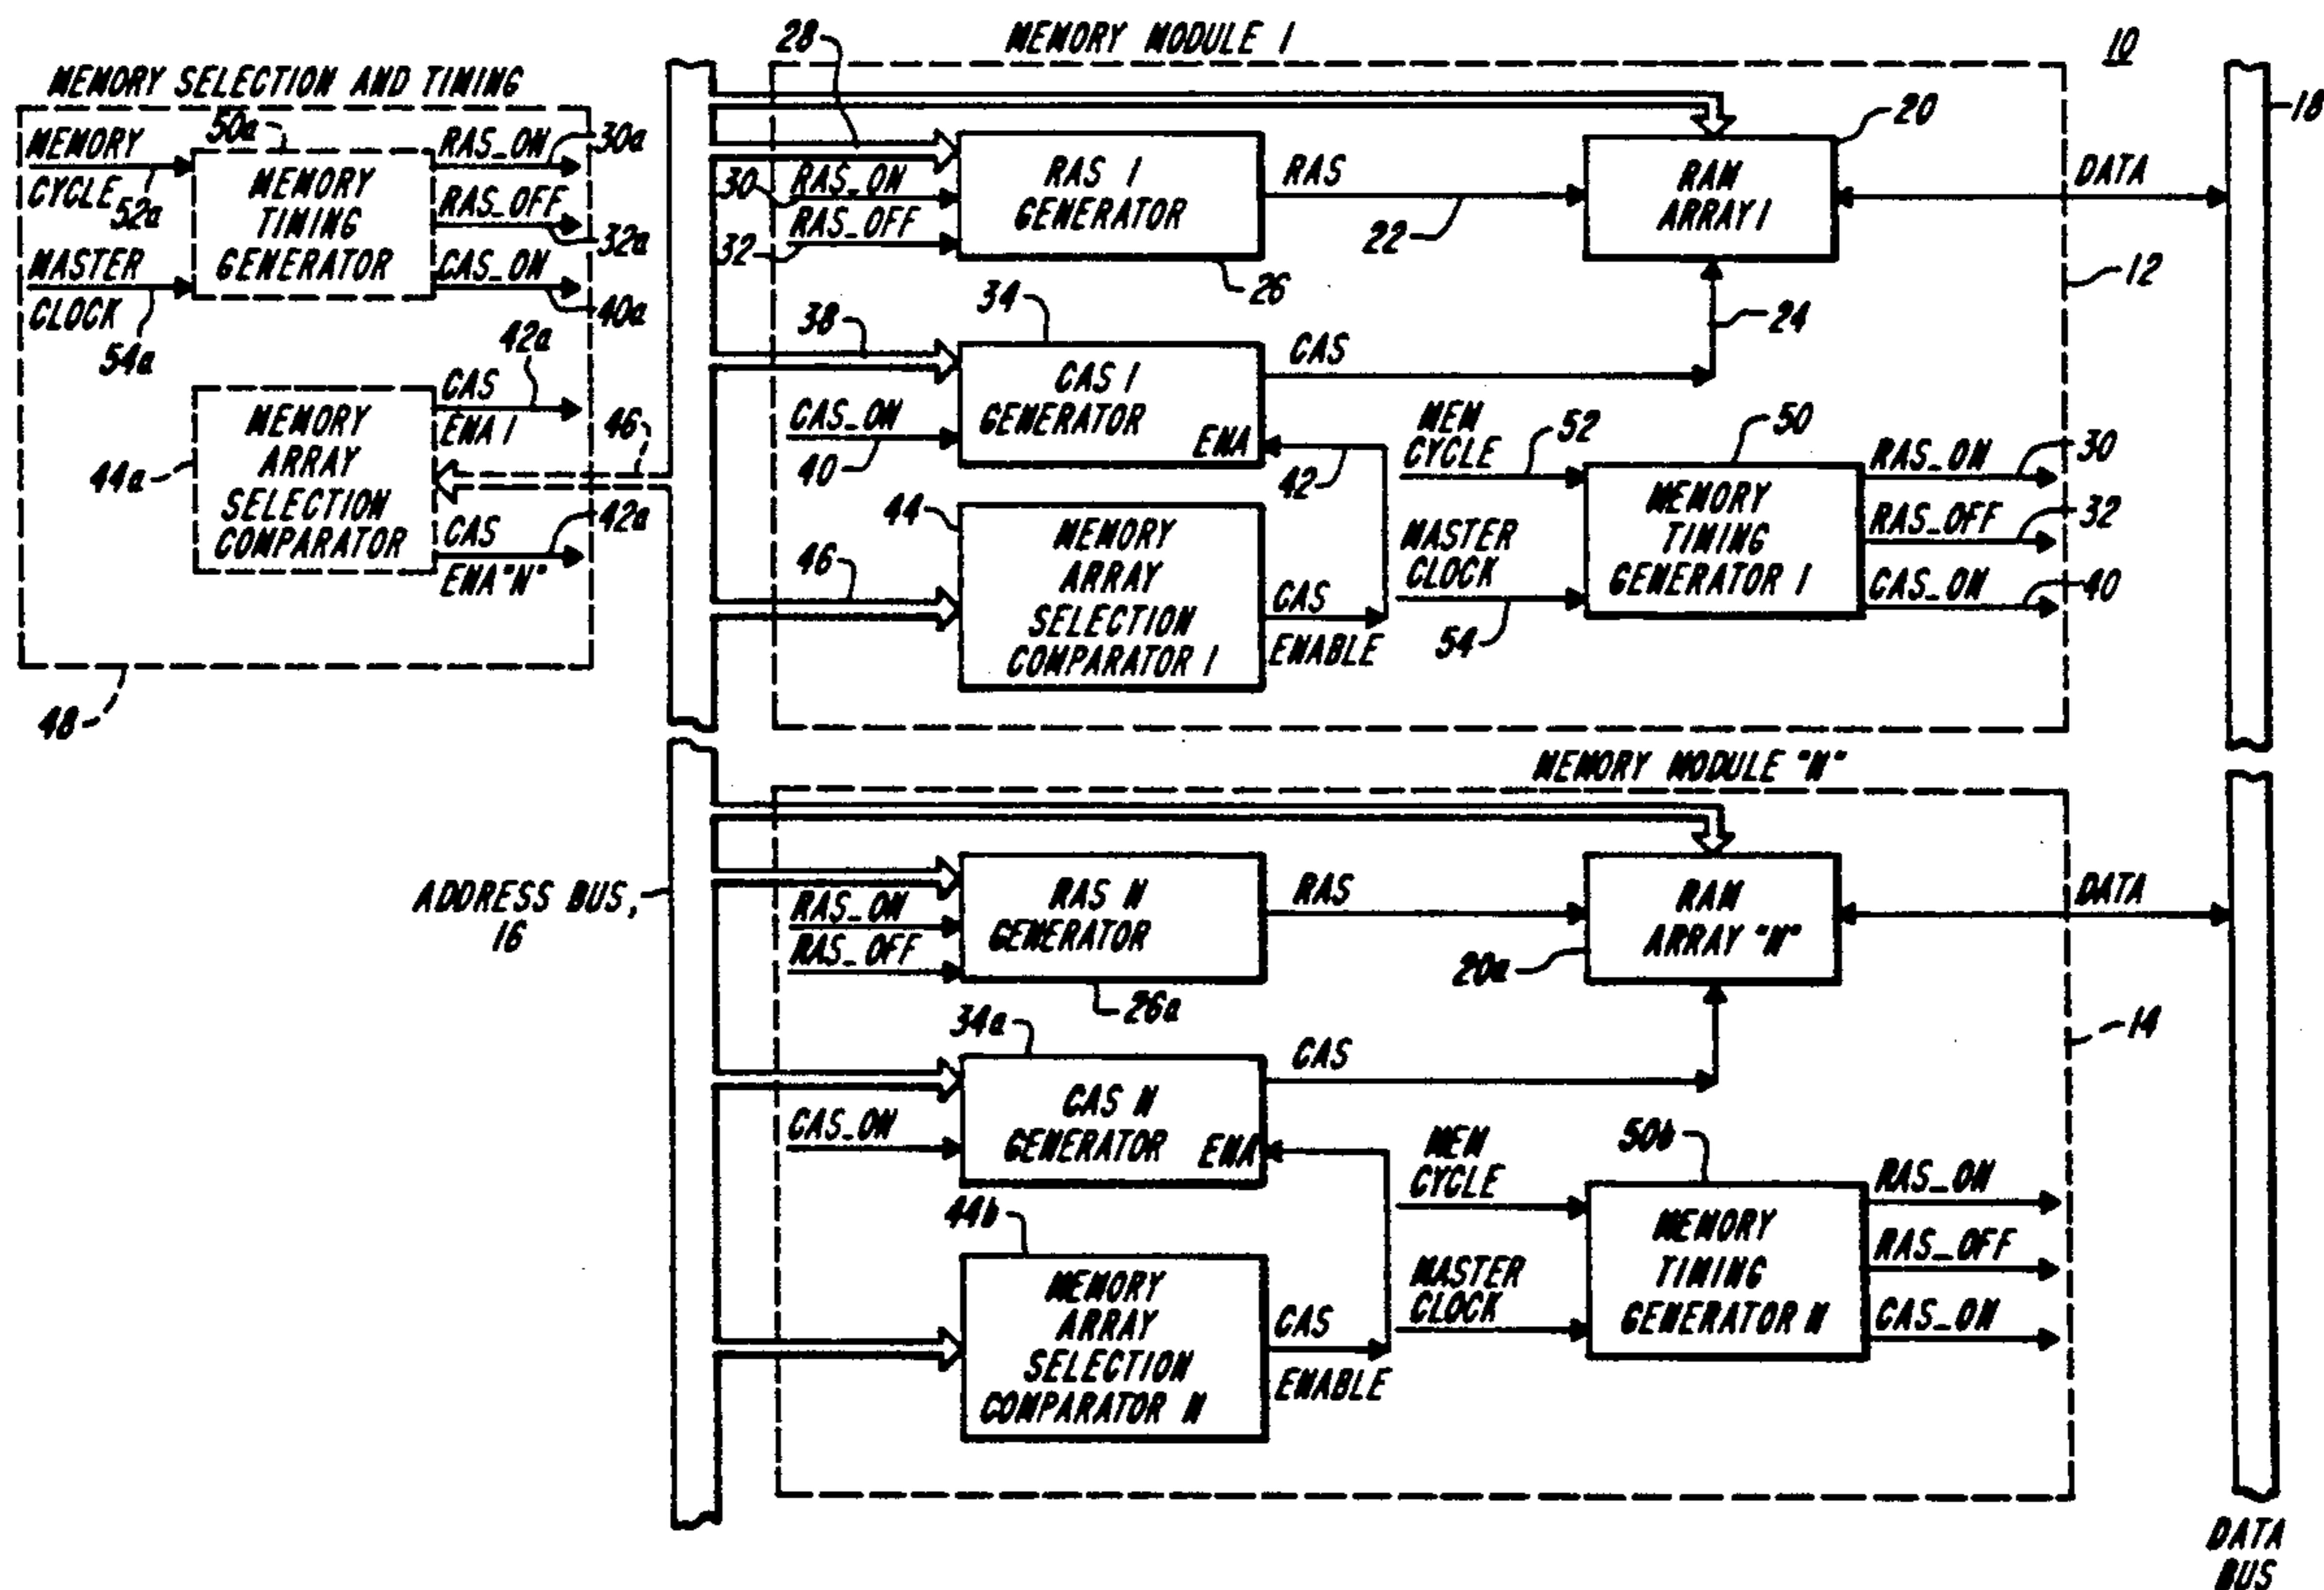 MEMORY SELECTION AND TIMING
MEMORY
CYCLE
52a
MASTER
CLOCK
54a
50a
MEMORY
TIMING
GENERATOR
RAS_ON
30a
RAS_OFF
32a
CAS_ON
40a
44a
MEMORY
ARRAY
SELECTION
COMPARATOR
CAS
ENA 1
42a
CAS
ENA "N"
42a
46
48
ADDRESS BUS,
16
MEMORY MODULE 1
10
28
30
RAS_ON
32
RAS_OFF
RAS 1
GENERATOR
26
RAS
22
RAM
ARRAY 1
20
DATA
18
12
38
34
CAS_ON
40
CAS 1
GENERATOR
ENA
CAS
24
42
44
46
MEMORY
ARRAY
SELECTION
COMPARATOR 1
CAS
ENABLE
MEM
CYCLE
52
MASTER
CLOCK
54
50
MEMORY
TIMING
GENERATOR 1
RAS_ON
30
RAS_OFF
32
CAS_ON
40
MEMORY MODULE "N"
RAS_ON
RAS_OFF
RAS N
GENERATOR
26a
RAS
RAM
ARRAY "N"
20a
DATA
14
34a
CAS_ON
CAS N
GENERATOR
ENA
CAS
44b
MEMORY
ARRAY
SELECTION
COMPARATOR N
CAS
ENABLE
MEM
CYCLE
MASTER
CLOCK
50b
MEMORY
TIMING
GENERATOR N
RAS_ON
RAS_OFF
CAS_ON
DATA
BUS